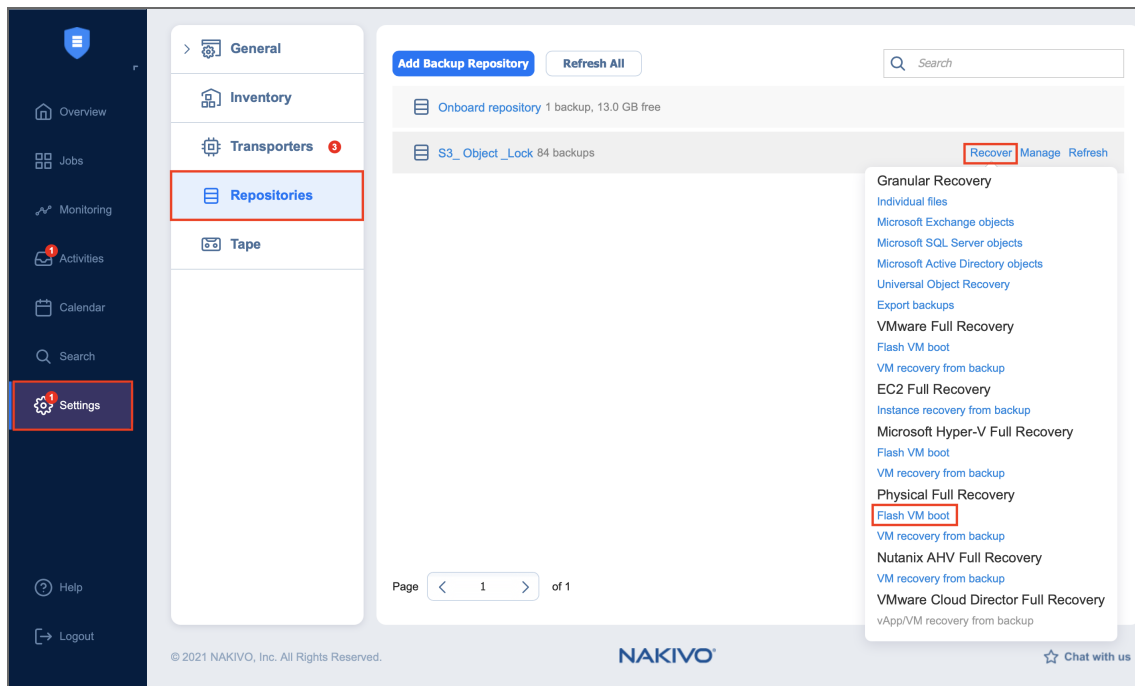 Overview
Jobs
Monitoring
1
Activities
Calendar
Search
1
Settings
Help
Logout
General
Inventory
Transporters 3
Repositories
Tape
Add Backup Repository
Refresh All
Search
Onboard repository 1 backup, 13.0 GB free
S3_ Object _Lock 84 backups
Recover Manage Refresh
Granular Recovery
Individual files
Microsoft Exchange objects
Microsoft SQL Server objects
Microsoft Active Directory objects
Universal Object Recovery
Export backups
VMware Full Recovery
Flash VM boot
VM recovery from backup
EC2 Full Recovery
Instance recovery from backup
Microsoft Hyper-V Full Recovery
Flash VM boot
VM recovery from backup
Physical Full Recovery
Flash VM boot
VM recovery from backup
Nutanix AHV Full Recovery
VM recovery from backup
VMware Cloud Director Full Recovery
vApp/VM recovery from backup
Page 1 of 1
© 2021 NAKIVO, Inc. All Rights Reserved.
NAKIVO®
Chat with us